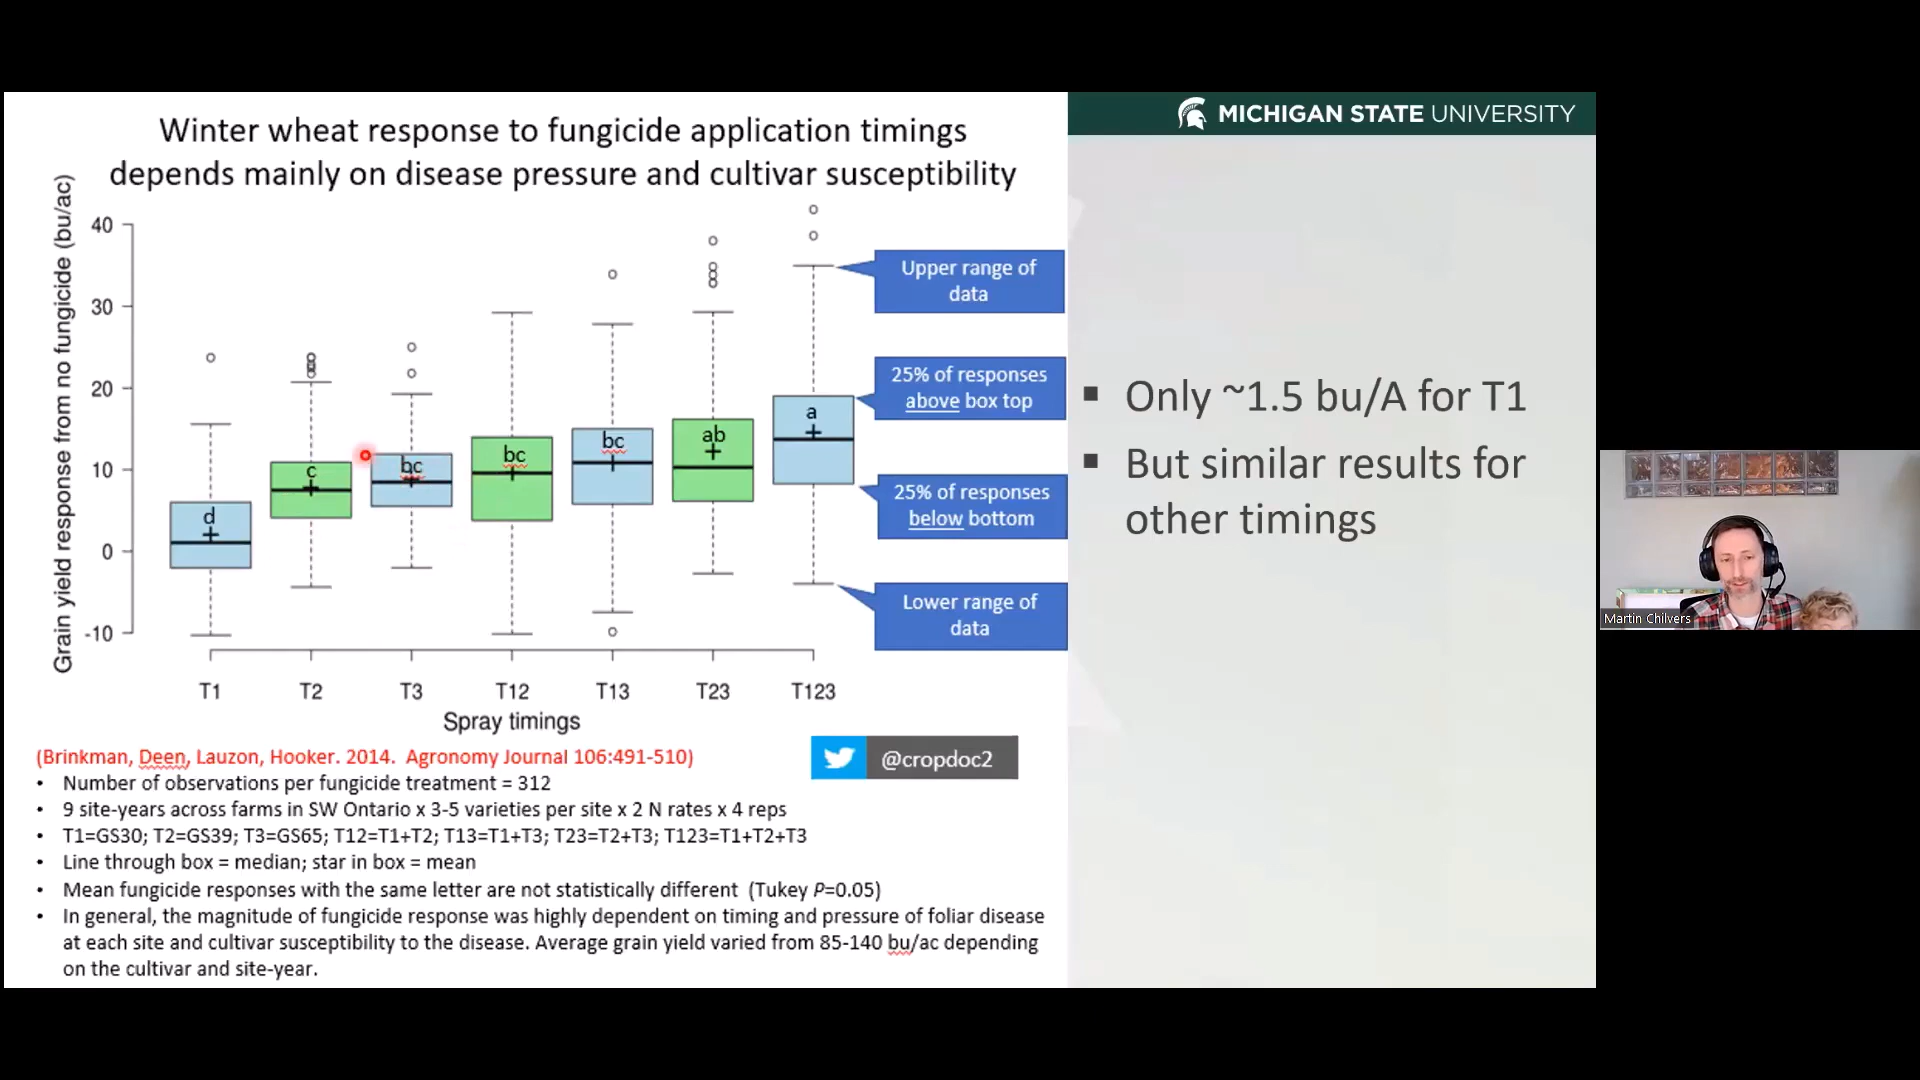 MICHIGAN STATE UNIVERSITY
Winter wheat response to fungicide application timings
depends mainly on disease pressure and cultivar susceptibility
Grain yield response from no fungicide (bu/ac)
40
30
20
10
0
-10
d
c
bc
bc
bc
ab
a
T1
T2
T3
T12
T13
T23
T123
Spray timings
Upper range of
data
25% of responses
above box top
25% of responses
below bottom
Lower range of
data
(Brinkman, Deen, Lauzon, Hooker. 2014. Agronomy Journal 106:491-510)
@cropdoc2
• Number of observations per fungicide treatment = 312
• 9 site-years across farms in SW Ontario x 3-5 varieties per site x 2 N rates x 4 reps
• T1=GS30; T2=GS39; T3=GS65; T12=T1+T2; T13=T1+T3; T23=T2+T3; T123=T1+T2+T3
• Line through box = median; star in box = mean
• Mean fungicide responses with the same letter are not statistically different (Tukey P=0.05)
• In general, the magnitude of fungicide response was highly dependent on timing and pressure of foliar disease
at each site and cultivar susceptibility to the disease. Average grain yield varied from 85-140 bu/ac depending
on the cultivar and site-year.
▪ Only ~1.5 bu/A for T1
▪ But similar results for
other timings
Martin Chilvers